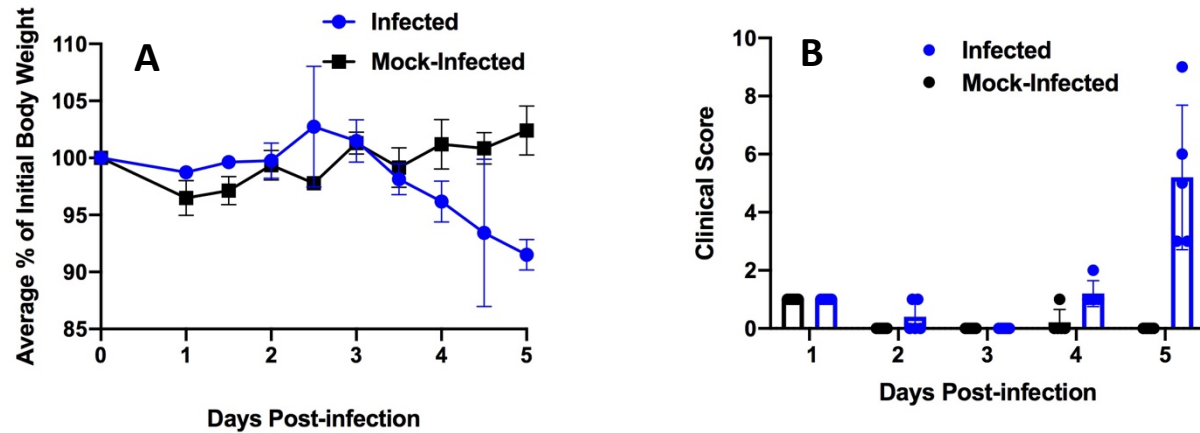 A
Infected
Mock-Infected
Average % of Initial Body Weight
110
105
100
95
90
85
0 1 2 3 4 5
Days Post-infection
B
Infected
Mock-Infected
Clinical Score
10
8
6
4
2
0
1 2 3 4 5
Days Post-infection